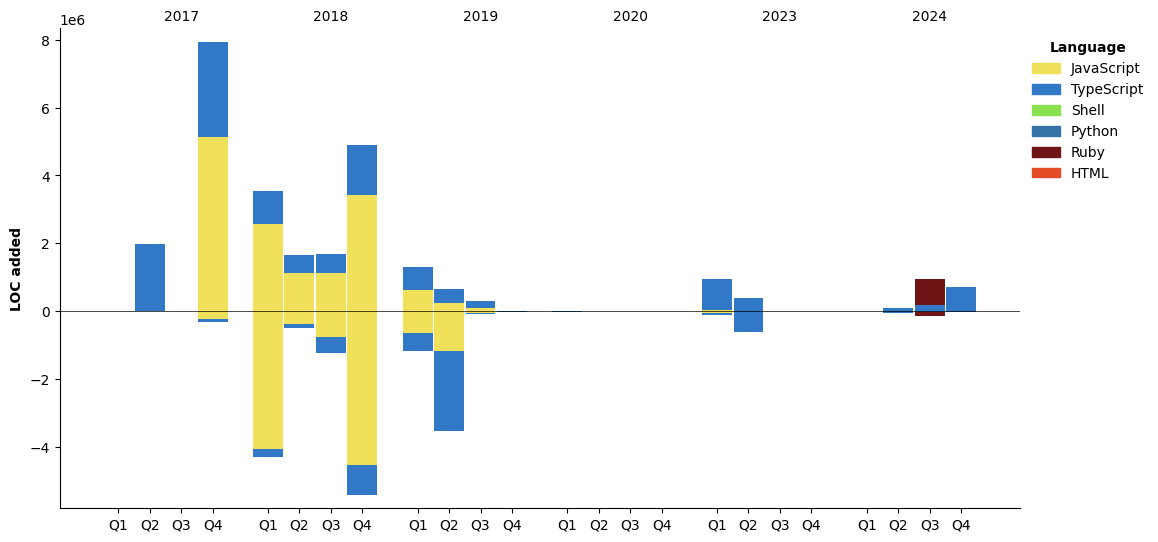 1e6
2017 2018 2019 2020 2023 2024
8
6
4
2
0
−2
−4
LOC added
Language
JavaScript
TypeScript
Shell
Python
Ruby
HTML
Q1 Q2 Q3 Q4 Q1 Q2 Q3 Q4 Q1 Q2 Q3 Q4 Q1 Q2 Q3 Q4 Q1 Q2 Q3 Q4 Q1 Q2 Q3 Q4